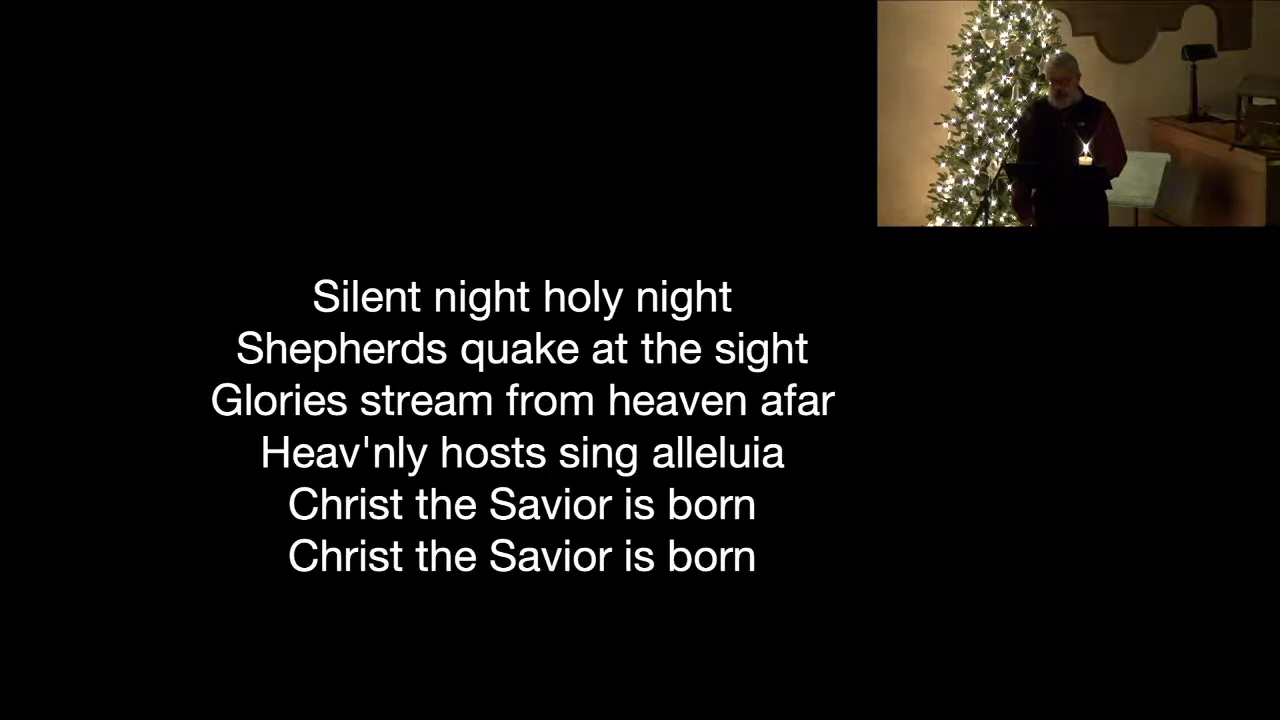 Silent night holy night
Shepherds quake at the sight
Glories stream from heaven afar
Heav'nly hosts sing alleluia
Christ the Savior is born
Christ the Savior is born